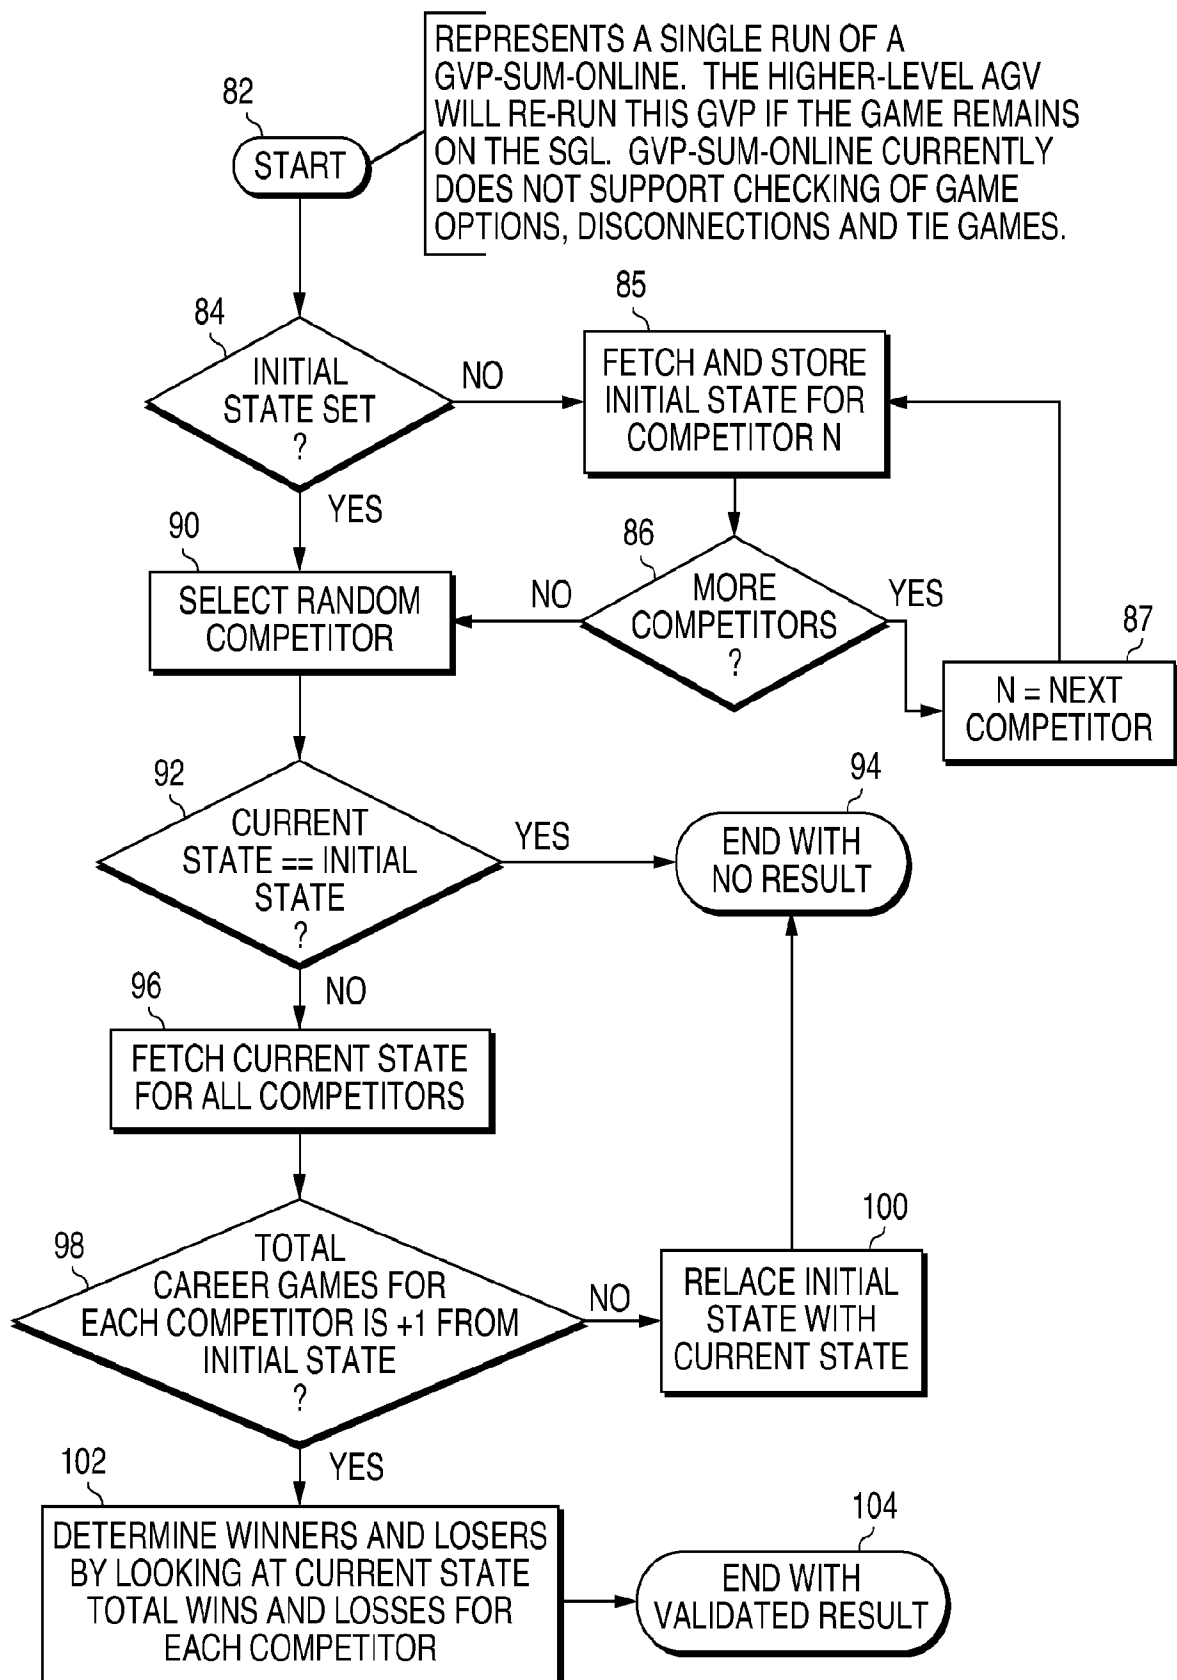 REPRESENTS A SINGLE RUN OF A
GVP-SUM-ONLINE. THE HIGHER-LEVEL AGV
WILL RE-RUN THIS GVP IF THE GAME REMAINS
ON THE SGL. GVP-SUM-ONLINE CURRENTLY
DOES NOT SUPPORT CHECKING OF GAME
OPTIONS, DISCONNECTIONS AND TIE GAMES.
82
START
84
INITIAL
STATE SET
?
NO
YES
85
FETCH AND STORE
INITIAL STATE FOR
COMPETITOR N
86
MORE
COMPETITORS
?
NO
YES
87
N = NEXT
COMPETITOR
90
SELECT RANDOM
COMPETITOR
92
CURRENT
STATE == INITIAL
STATE
?
YES
NO
94
END WITH
NO RESULT
96
FETCH CURRENT STATE
FOR ALL COMPETITORS
98
TOTAL
CAREER GAMES FOR
EACH COMPETITOR IS +1 FROM
INITIAL STATE
?
NO
YES
100
RELACE INITIAL
STATE WITH
CURRENT STATE
102
DETERMINE WINNERS AND LOSERS
BY LOOKING AT CURRENT STATE
TOTAL WINS AND LOSSES FOR
EACH COMPETITOR
104
END WITH
VALIDATED RESULT